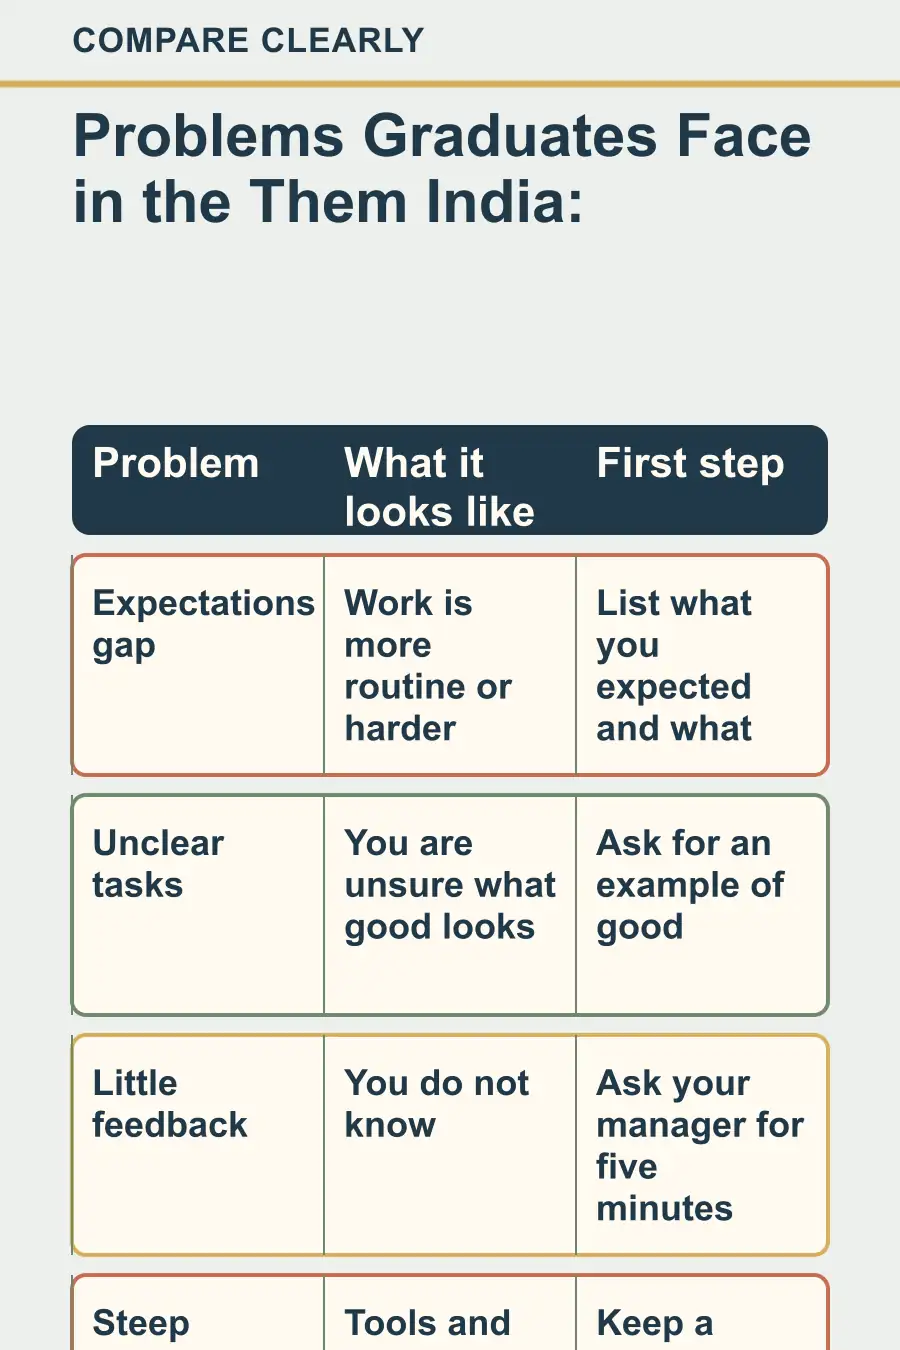 COMPARE CLEARLY
Problems Graduates Face
in the Them India:
Problem
What it
looks like
First step
Expectations
gap
Work is
more
routine or
harder
List what
you
expected
and what
Unclear
tasks
You are
unsure what
good looks
Ask for an
example of
good
Little
feedback
You do not
know
Ask your
manager for
five
minutes
Steep
Tools and
Keep a